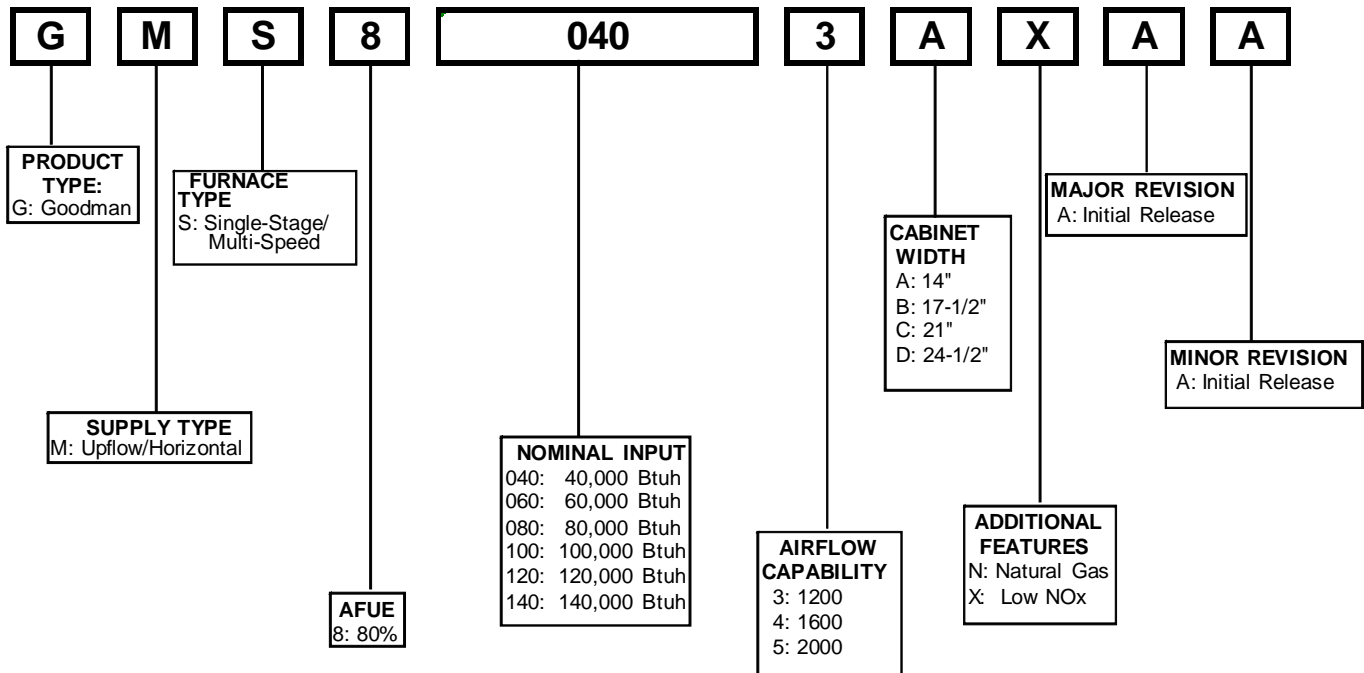 G M S 8 040 3 A X A A
PRODUCT
TYPE:
G: Goodman
FURNACE
TYPE
S: Single-Stage/
Multi-Speed
MAJOR REVISION
A: Initial Release
CABINET
WIDTH
A: 14"
B: 17-1/2"
C: 21"
D: 24-1/2"
MINOR REVISION
A: Initial Release
SUPPLY TYPE
M: Upflow/Horizontal
NOMINAL INPUT
040: 40,000 Btuh
060: 60,000 Btuh
080: 80,000 Btuh
100: 100,000 Btuh
120: 120,000 Btuh
140: 140,000 Btuh
ADDITIONAL
FEATURES
N: Natural Gas
X: Low NOx
AIRFLOW
CAPABILITY
3: 1200
4: 1600
5: 2000
AFUE
8: 80%